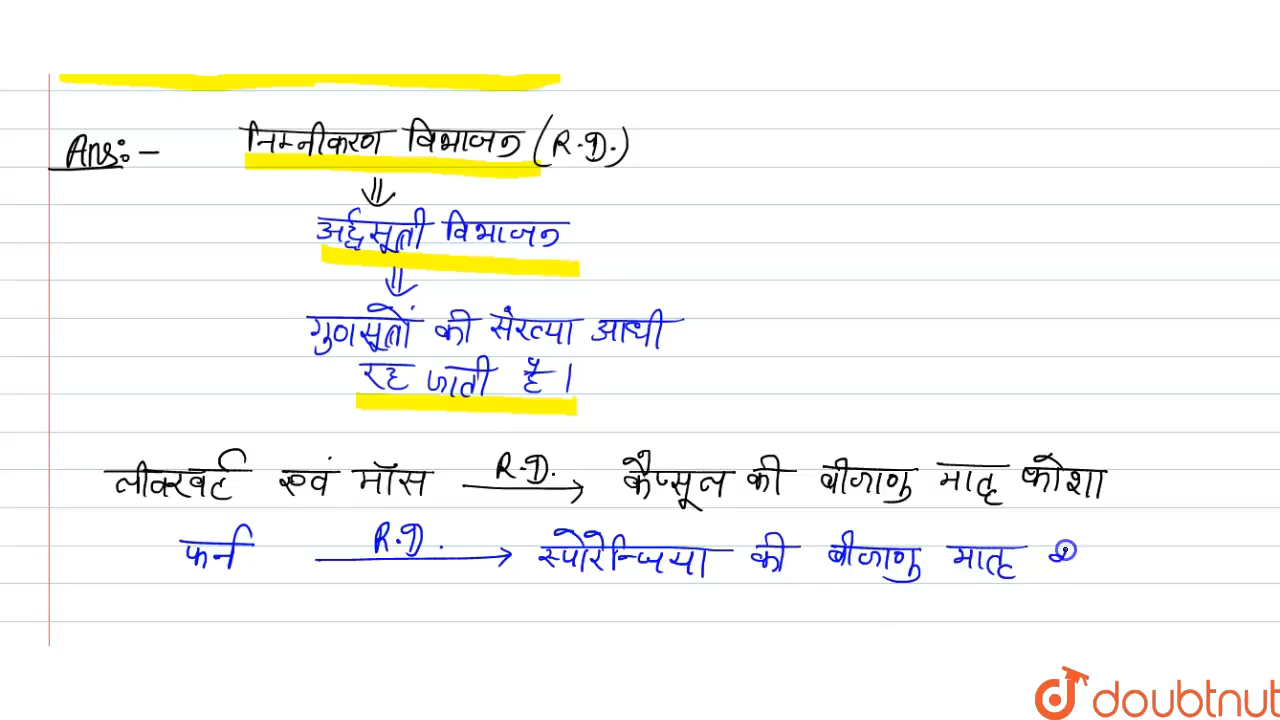 Ans:- निम्नीकरण विभाजन (R.D.)
⇓
अर्द्धसूत्री विभाजन
⇓
गुणसूत्रों की संख्या आधी
रह जाती है।
लीवरवर्ट एवं मॉस R.D. → कैप्सूल की बीजाणु मातृ कोशा
फर्न R.D. → स्पोरेन्जिया की बीजाणु मातृ
doubtnut